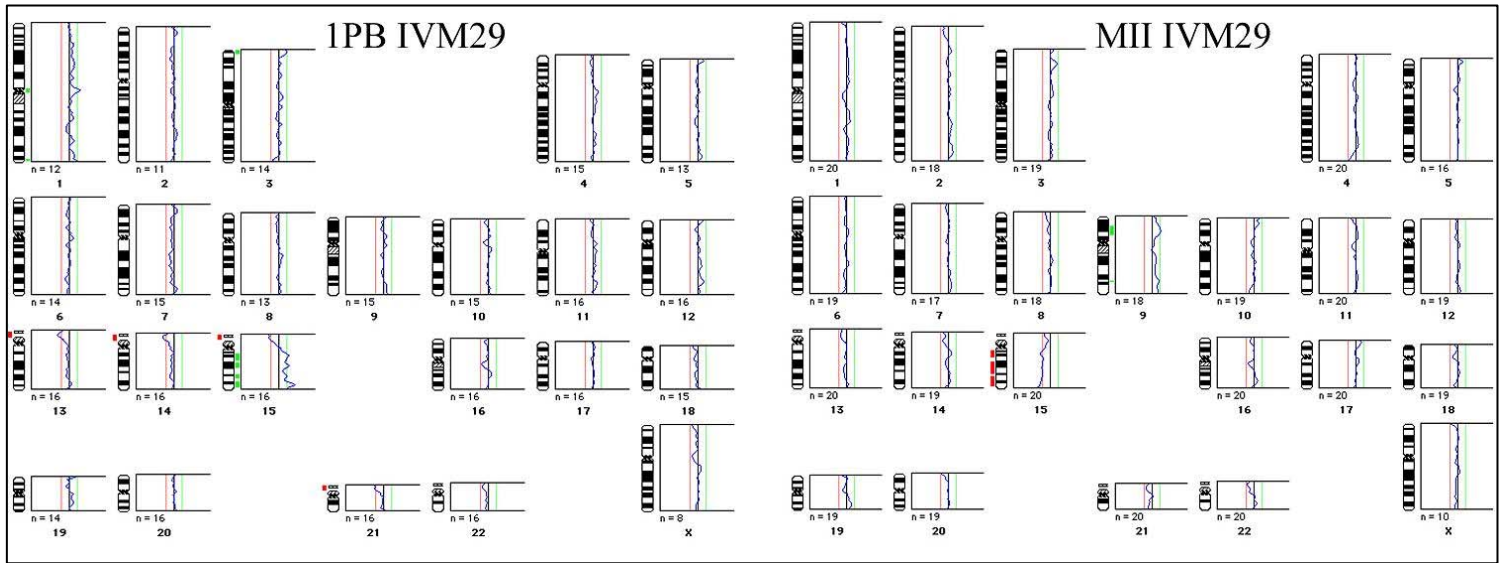 1PB IVM29
MII IVM29
n = 12
1
n = 11
2
n = 14
3
n = 15
4
n = 13
5
n = 20
1
n = 18
2
n = 19
3
n = 20
4
n = 16
5
n = 14
6
n = 15
7
n = 13
8
n = 15
9
n = 15
10
n = 16
11
n = 16
12
n = 19
6
n = 17
7
n = 18
8
n = 18
9
n = 19
10
n = 20
11
n = 19
12
n = 16
13
n = 16
14
n = 16
15
n = 16
16
n = 16
17
n = 15
18
n = 20
13
n = 19
14
n = 20
15
n = 20
16
n = 20
17
n = 19
18
n = 14
19
n = 16
20
n = 16
21
n = 16
22
n = 8
X
n = 19
19
n = 19
20
n = 20
21
n = 20
22
n = 10
X